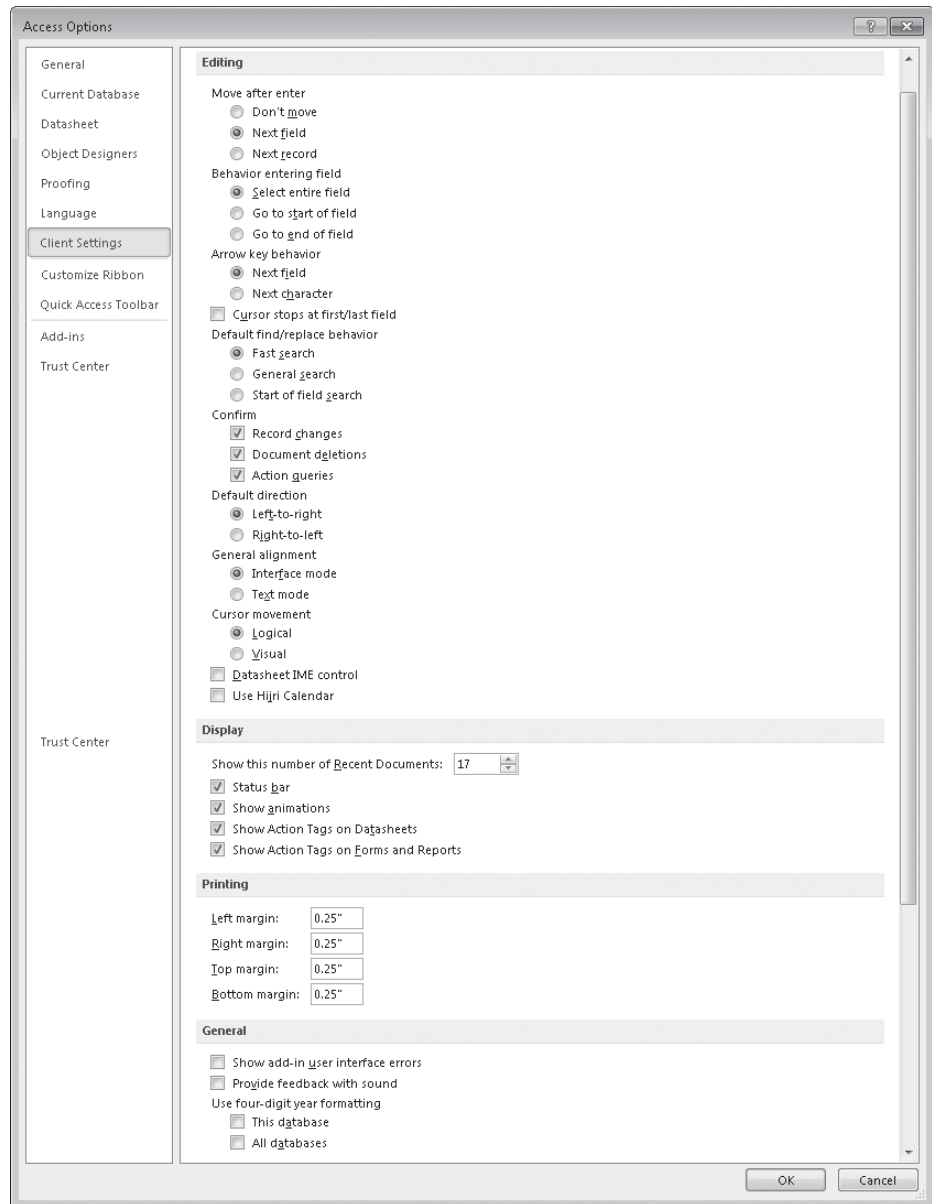 Access Options
General
Current Database
Datasheet
Object Designers
Proofing
Language
Client Settings
Customize Ribbon
Quick Access Toolbar
Add-ins
Trust Center
Trust Center
Editing
Move after enter
Don't move
Next field
Next record
Behavior entering field
Select entire field
Go to start of field
Go to end of field
Arrow key behavior
Next field
Next character
Cursor stops at first/last field
Default find/replace behavior
Fast search
General search
Start of field search
Confirm
Record changes
Document deletions
Action queries
Default direction
Left-to-right
Right-to-left
General alignment
Interface mode
Text mode
Cursor movement
Logical
Visual
Datasheet IME control
Use Hijri Calendar
Display
Show this number of Recent Documents: 17
Status bar
Show animations
Show Action Tags on Datasheets
Show Action Tags on Forms and Reports
Printing
Left margin: 0.25"
Right margin: 0.25"
Top margin: 0.25"
Bottom margin: 0.25"
General
Show add-in user interface errors
Provide feedback with sound
Use four-digit year formatting
This database
All databases
OK Cancel